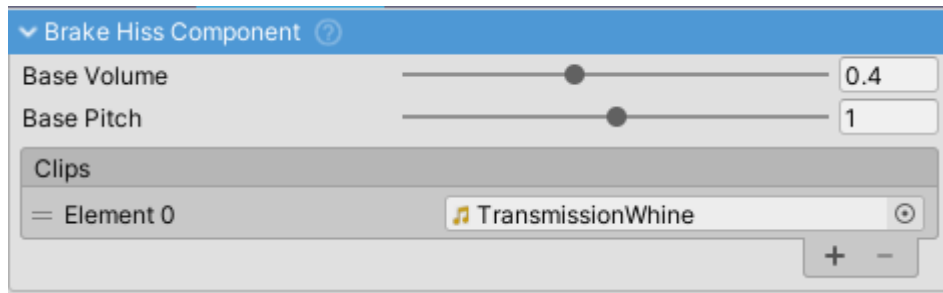 Brake Hiss Component ?
Base Volume 0.4
Base Pitch 1
Clips
= Element 0 TransmissionWhine
+ -